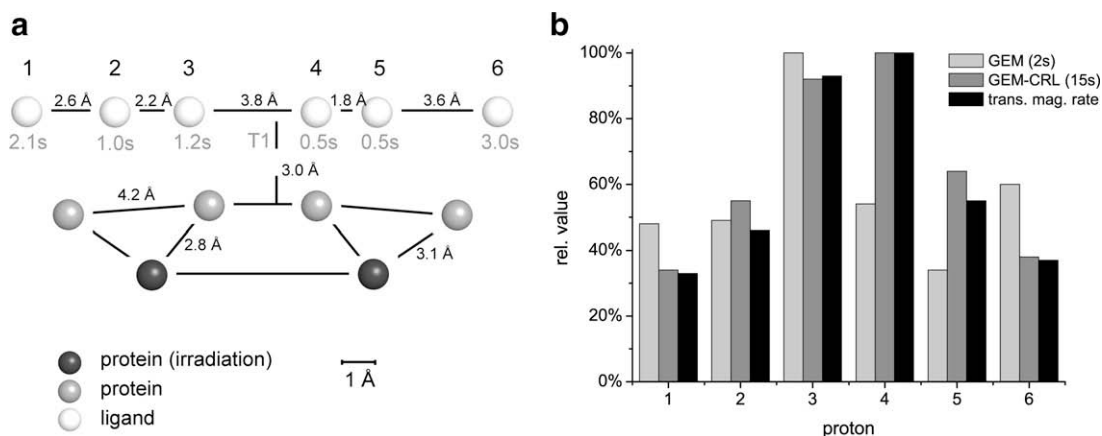 a
1 2 3 4 5 6
2.6 Å 2.2 Å 3.8 Å 1.8 Å 3.6 Å
2.1s 1.0s 1.2s T1 0.5s 0.5s 3.0s
3.0 Å
4.2 Å
2.8 Å 3.1 Å
protein (irradiation)
protein
ligand
1 Å
b
100%
80%
60%
40%
20%
0%
rel. value
GEM (2s)
GEM-CRL (15s)
trans. mag. rate
1 2 3 4 5 6
proton